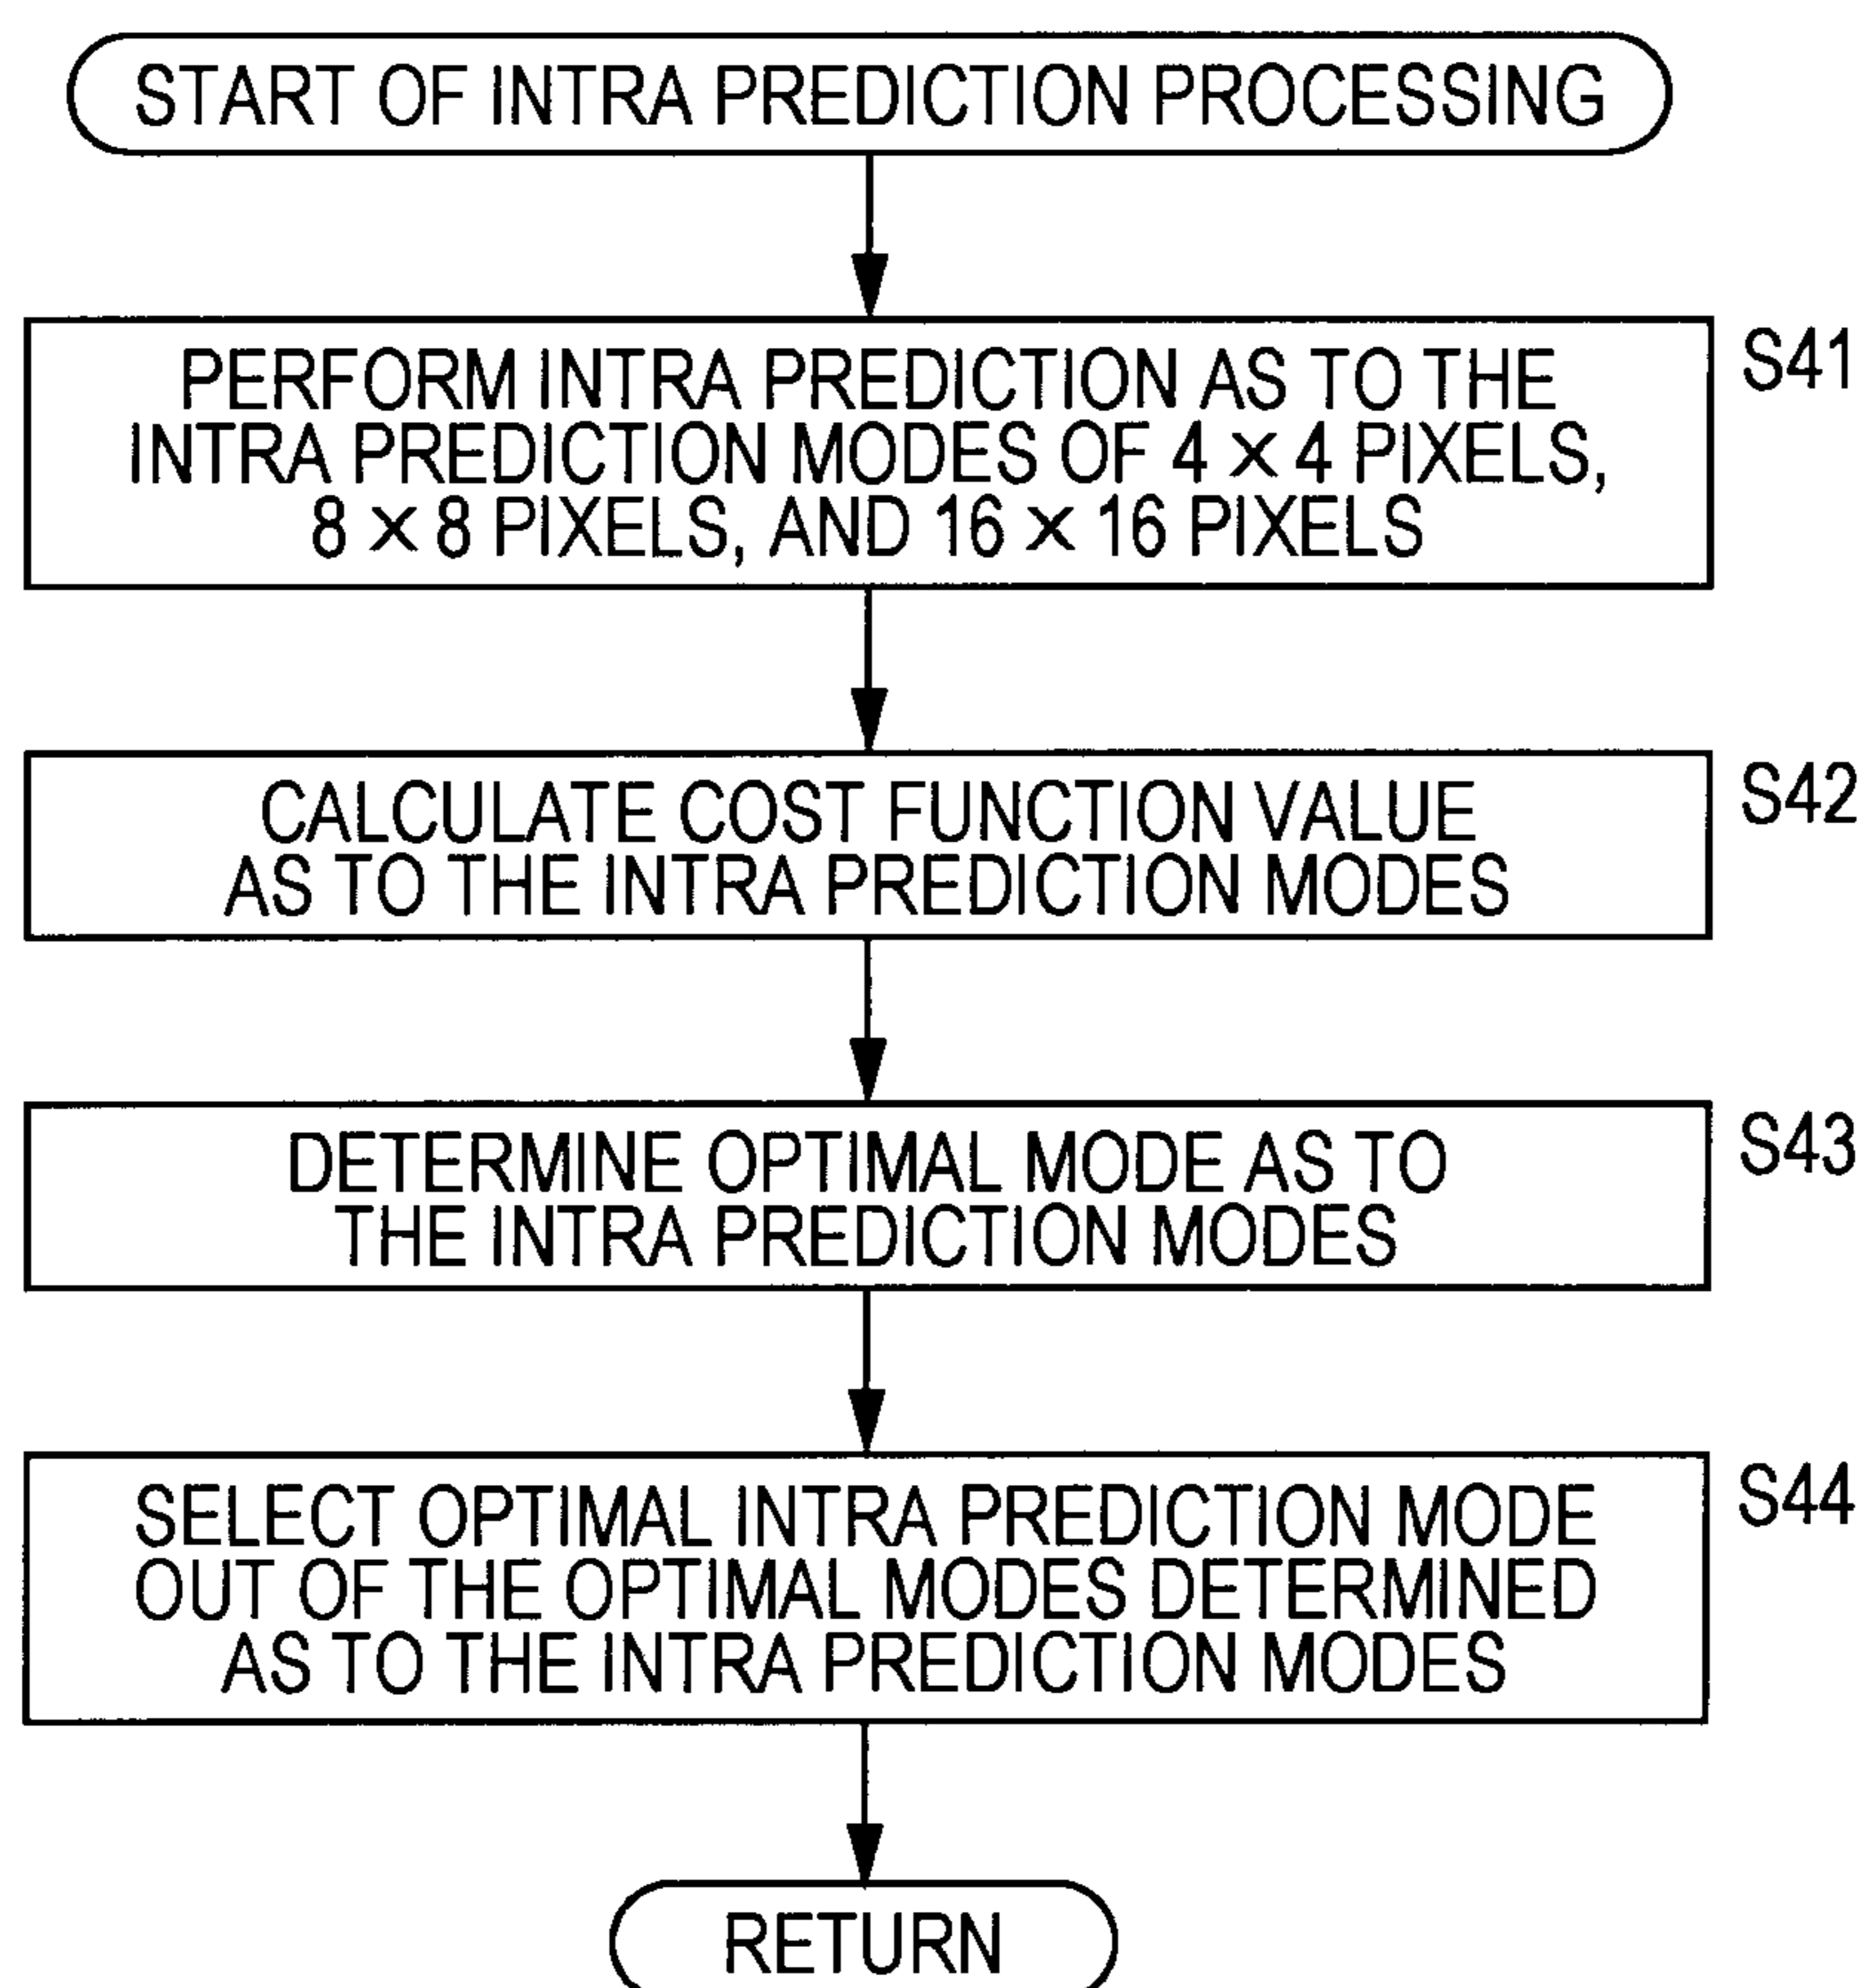 START OF INTRA PREDICTION PROCESSING
PERFORM INTRA PREDICTION AS TO THE
INTRA PREDICTION MODES OF 4 × 4 PIXELS,
8 × 8 PIXELS, AND 16 × 16 PIXELS
S41
CALCULATE COST FUNCTION VALUE
AS TO THE INTRA PREDICTION MODES
S42
DETERMINE OPTIMAL MODE AS TO
THE INTRA PREDICTION MODES
S43
SELECT OPTIMAL INTRA PREDICTION MODE
OUT OF THE OPTIMAL MODES DETERMINED
AS TO THE INTRA PREDICTION MODES
S44
RETURN